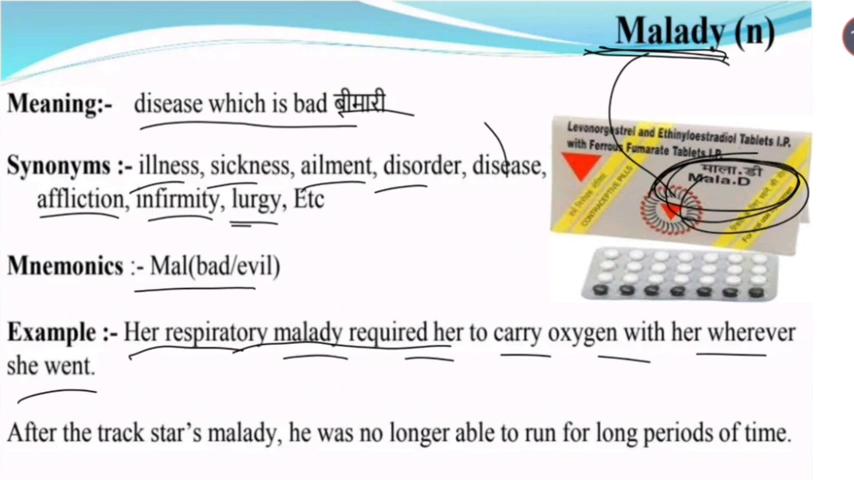 Malady (n)
Meaning:- disease which is bad बीमारी
Levonorgestrel and Ethinyloestradiol Tablets I.P.
with Ferrous Fumarate Tablets I.P.
माला.डी
Mala.D
CONTRACEPTIVE PILLS
Synonyms :- illness, sickness, ailment, disorder, disease,
affliction, infirmity, lurgy, Etc
Mnemonics :- Mal(bad/evil)
Example :- Her respiratory malady required her to carry oxygen with her wherever
she went.
After the track star's malady, he was no longer able to run for long periods of time.